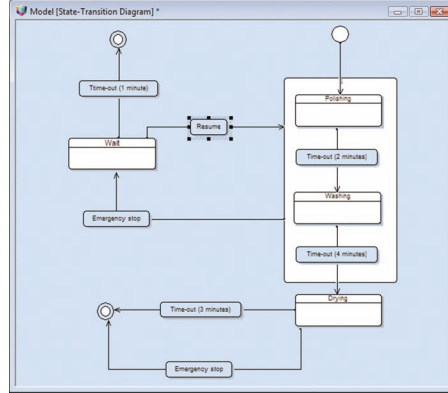 Model [State-Transition Diagram] *
Ttime-out (1 minute)
Polishing
Resume
Wait
Time-out (2 minutes)
Washing
Emergency stop
Time-out (4 minutes)
Drying
Time-out (3 minutes)
Emergency stop